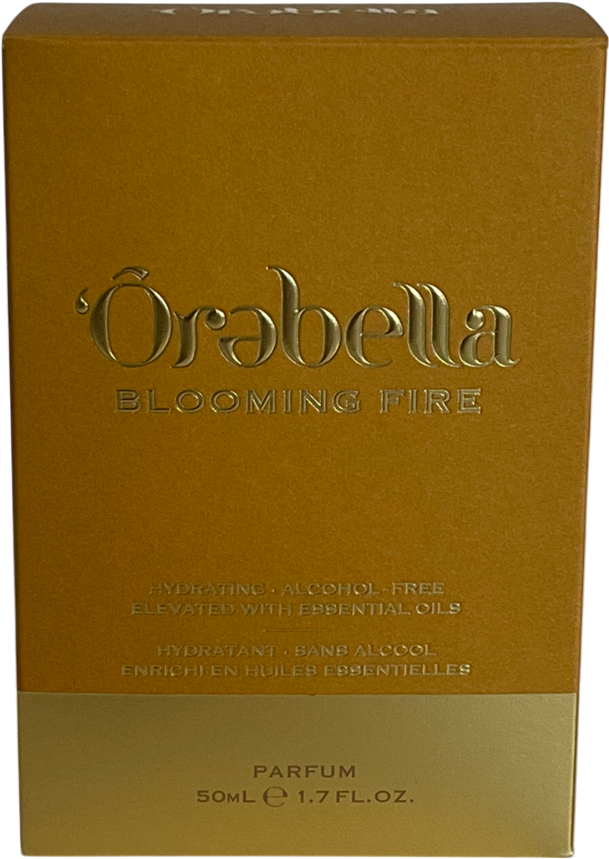 Orabella
‘Ôrəbella
BLOOMING FIRE
HYDRATING · ALCOHOL-FREE
ELEVATED WITH ESSENTIAL OILS
HYDRATANT · SANS ALCOOL
ENRICHI EN HUILES ESSENTIELLES
PARFUM
50ML ℮ 1.7 FL.OZ.